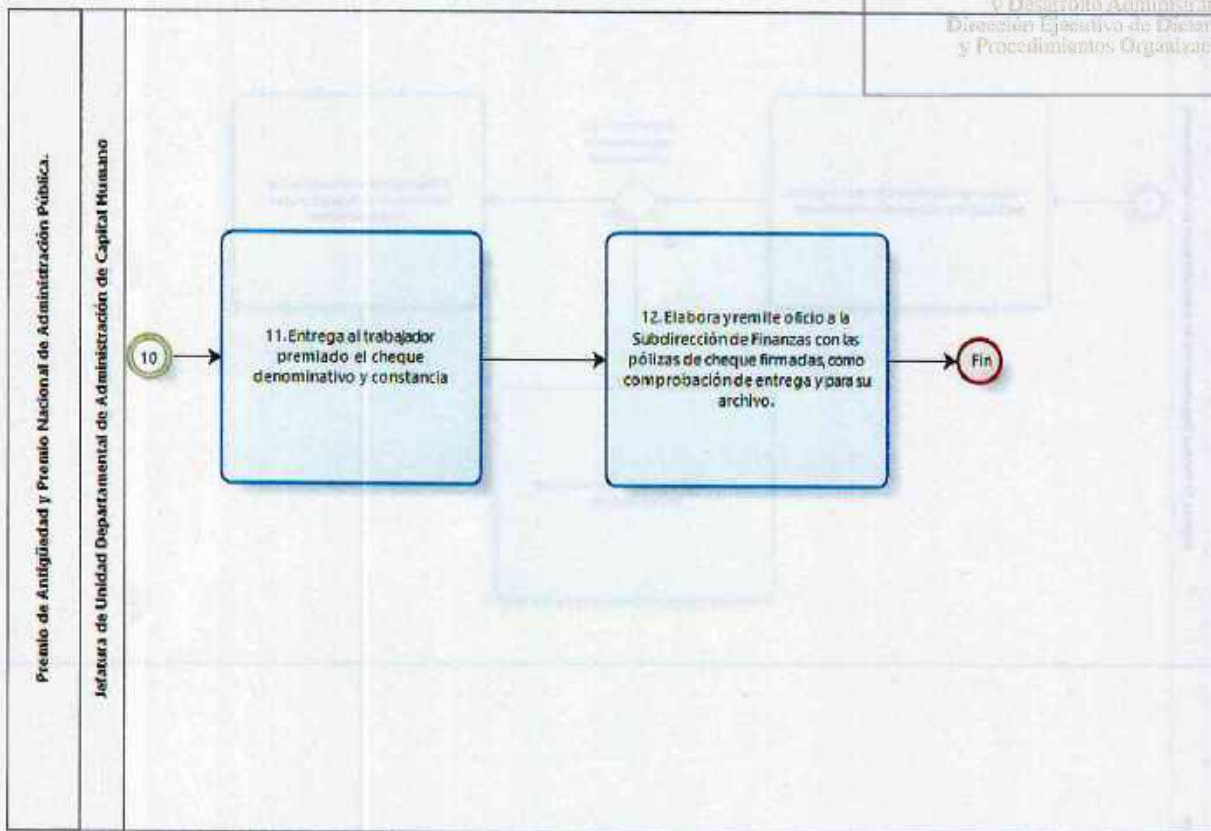 y Desarrollo Administrat
Dirección Ejecutiva de Dictam
y Procedimientos Organizac
Premio de Antigüedad y Premio Nacional de Administración Pública.
Jefatura de Unidad Departamental de Administración de Capital Humano
10
11. Entrega al trabajador
premiado el cheque
denominativo y constancia
12. Elabora y remite oficio a la
Subdirección de Finanzas con las
pólizas de cheque firmadas, como
comprobación de entrega y para su
archivo.
Fin